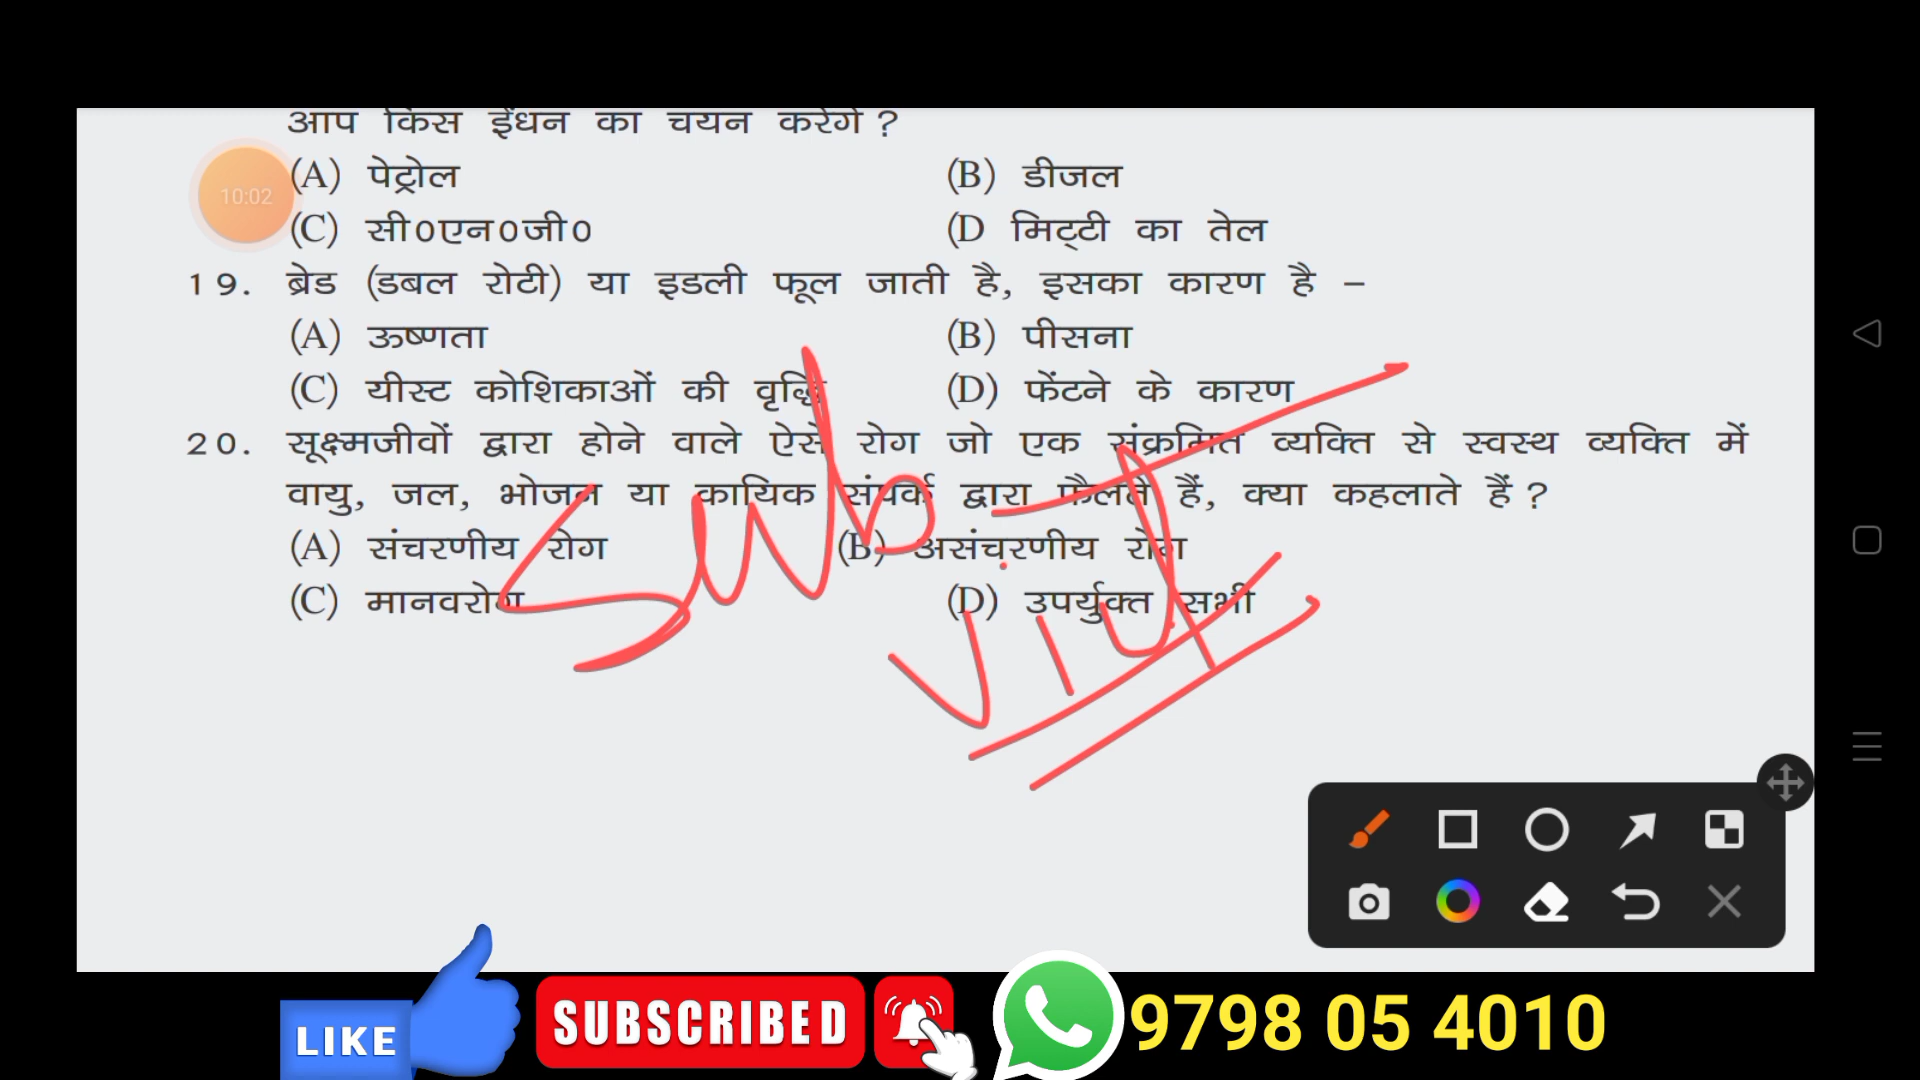 आप किस ईंधन का चयन करेंगे ?
10:02
(A) पेट्रोल (B) डीजल
(C) सी0एन0जी0 (D मिट्टी का तेल
19. ब्रेड (डबल रोटी) या इडली फूल जाती है, इसका कारण है –
(A) ऊष्णता (B) पीसना
(C) यीस्ट कोशिकाओं की वृद्धि (D) फेंटने के कारण
20. सूक्ष्मजीवों द्वारा होने वाले ऐसे रोग जो एक संक्रमित व्यक्ति से स्वस्थ व्यक्ति में
वायु, जल, भोजन या कायिक संपर्क द्वारा फैलते हैं, क्या कहलाते हैं ?
(A) संचरणीय रोग (B) असंचरणीय रोग
(C) मानवरोग (D) उपर्युक्त सभी
Sub
LIKE SUBSCRIBED 9798 05 4010